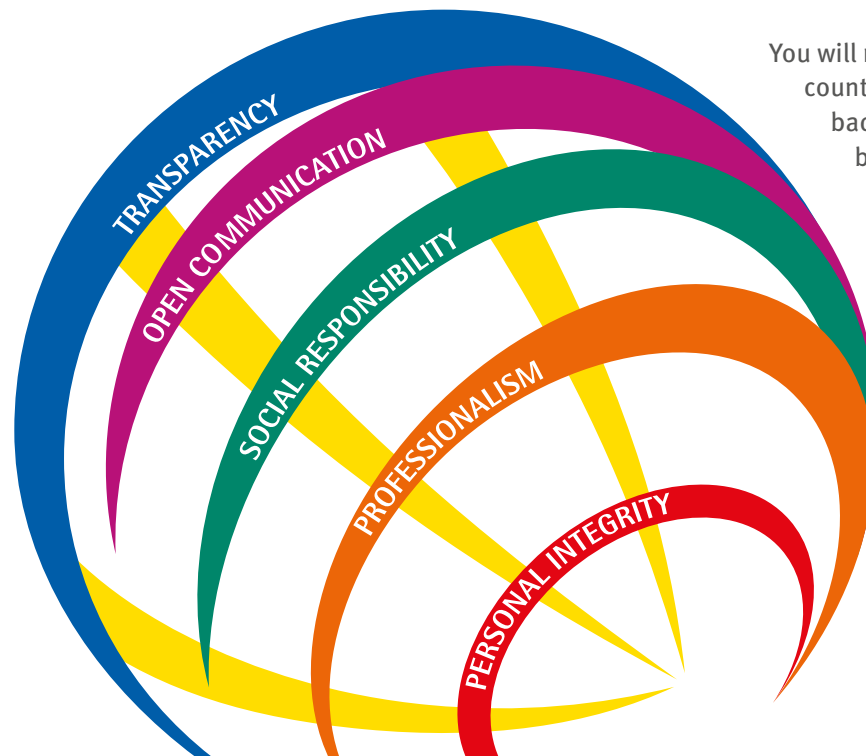 You will
count
bac
b
TRANSPARENCY
OPEN COMMUNICATION
SOCIAL RESPONSIBILITY
PROFESSIONALISM
PERSONAL INTEGRITY